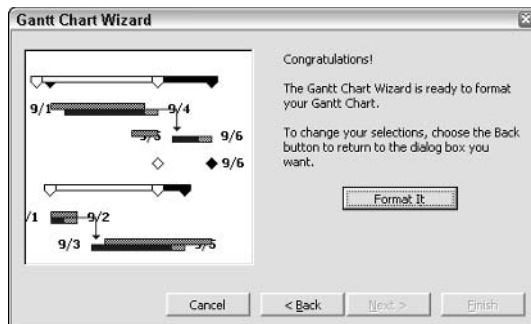 Gantt Chart Wizard
Congratulations!
The Gantt Chart Wizard is ready to format
your Gantt Chart.
To change your selections, choose the Back
button to return to the dialog box you
want.
Format It
9/1
9/4
9/6
9/6
/1
9/2
9/3
Cancel
< Back
Next >
Finish